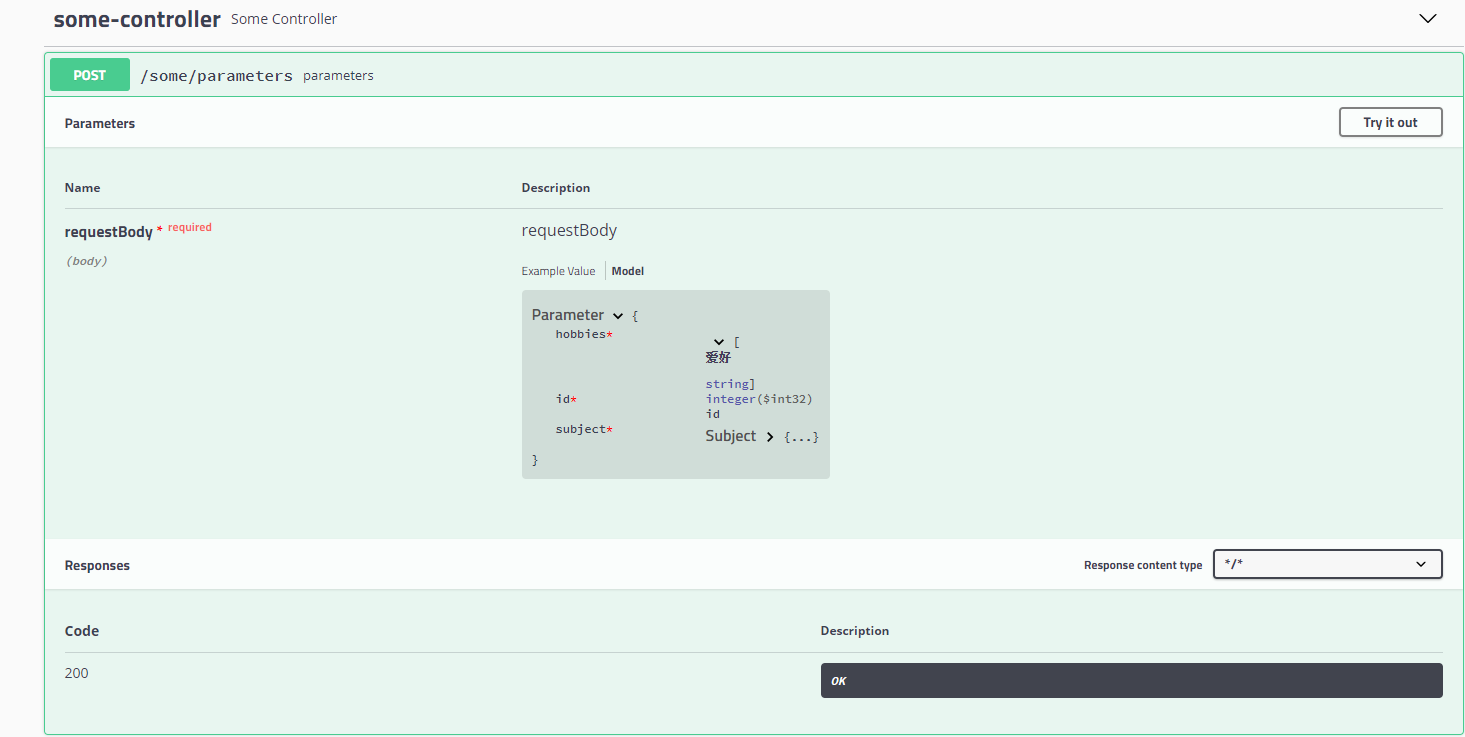 some-controller Some Controller
POST /some/parameters parameters
Parameters Try it out
Name Description
requestBody * required requestBody
(body)
Example Value Model
Parameter {
hobbies*
[
爱好
string]
id* integer($int32)
id
subject* Subject {...}
}
Responses Response content type */*
Code Description
200 OK